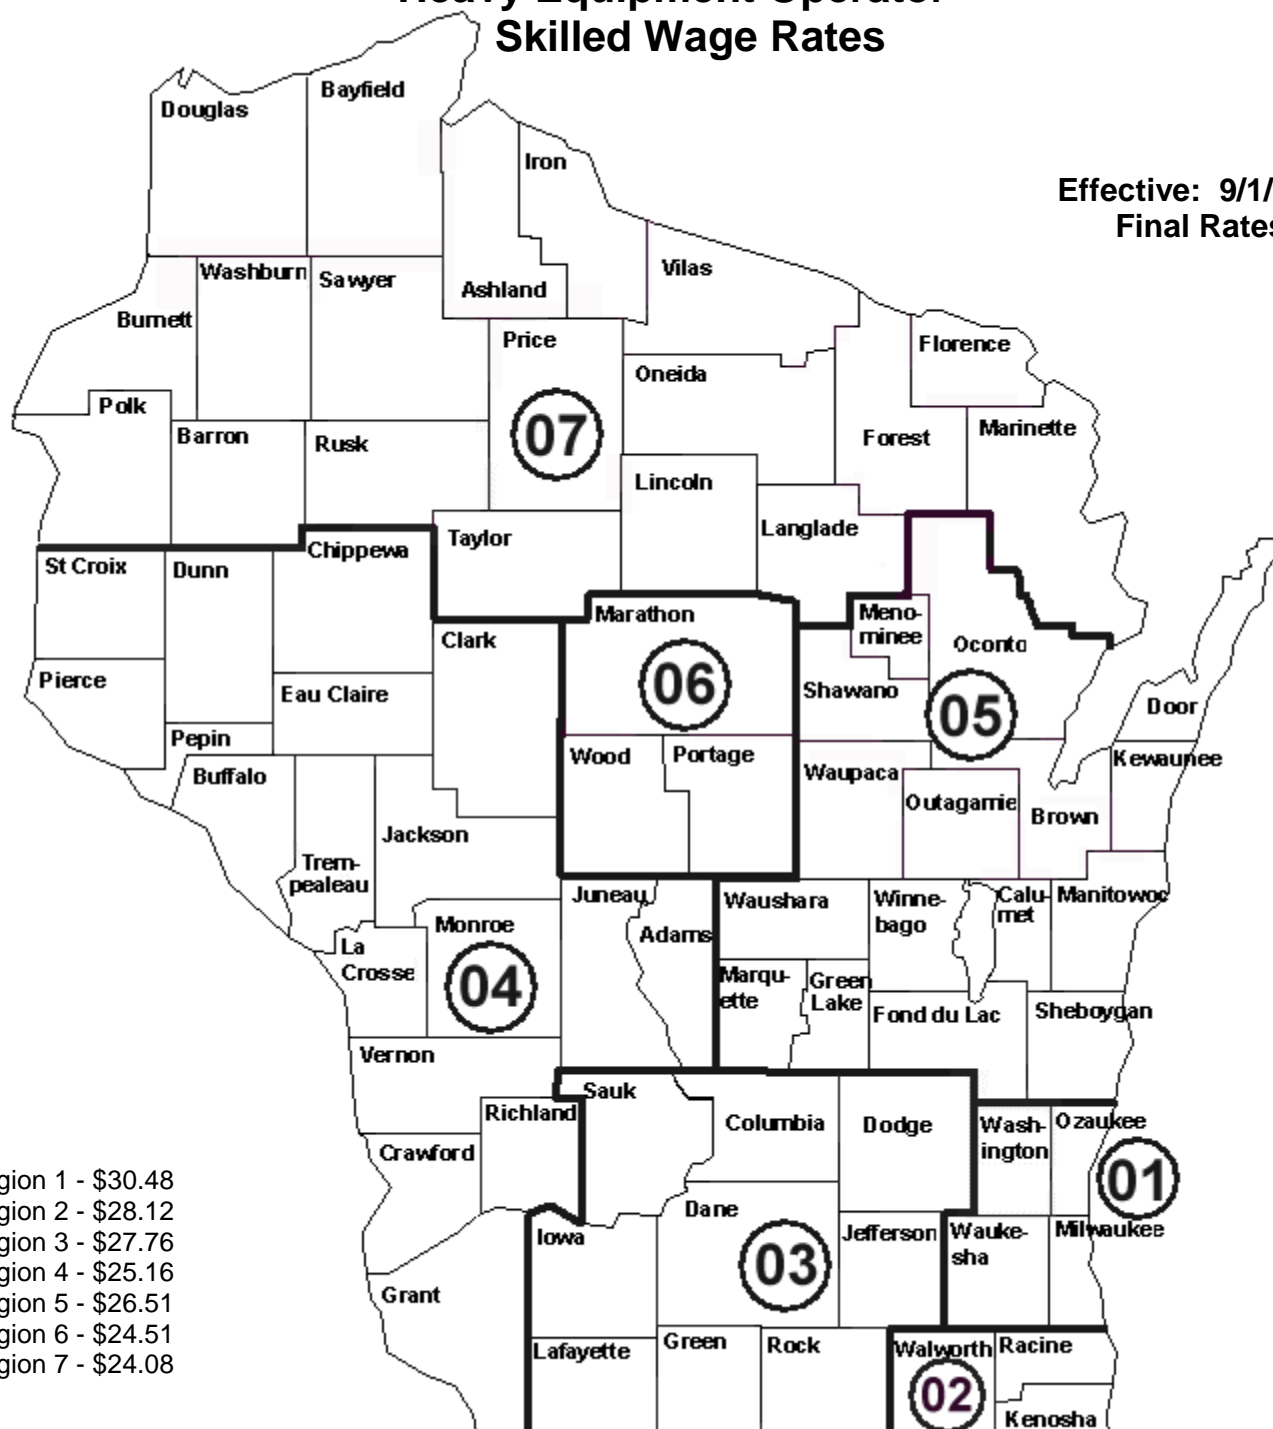 Heavy Equipment Operator
Skilled Wage Rates
Effective: 9/1/
Final Rates
Douglas
Bayfield
Iron
Vilas
Washburn
Sawyer
Ashland
Burnett
Price
Florence
Oneida
Polk
Barron
Rusk
07
Forest
Marinette
Lincoln
Langlade
Taylor
Chippewa
St Croix
Dunn
Marathon
Meno-
minee
Clark
Oconto
Pierce
Eau Claire
06
Shawano
05
Door
Pepin
Buffalo
Wood
Portage
Waupaca
Kewaunee
Outagamie
Brown
Jackson
Trem-
pealeau
Juneau
Waushara
Winne-
bago
Calu-
met
Manitowoc
Monroe
Adams
La
Crosse
04
Marqu-
ette
Green
Lake
Fond du Lac
Sheboygan
Vernon
Sauk
Richland
Columbia
Dodge
Wash-
ington
Ozaukee
Crawford
01
gion 1 - $30.48
gion 2 - $28.12
gion 3 - $27.76
gion 4 - $25.16
gion 5 - $26.51
gion 6 - $24.51
gion 7 - $24.08
Dane
Iowa
03
Jefferson
Wauke-
sha
Milwaukee
Grant
Lafayette
Green
Rock
Walworth
Racine
02
Kenosha